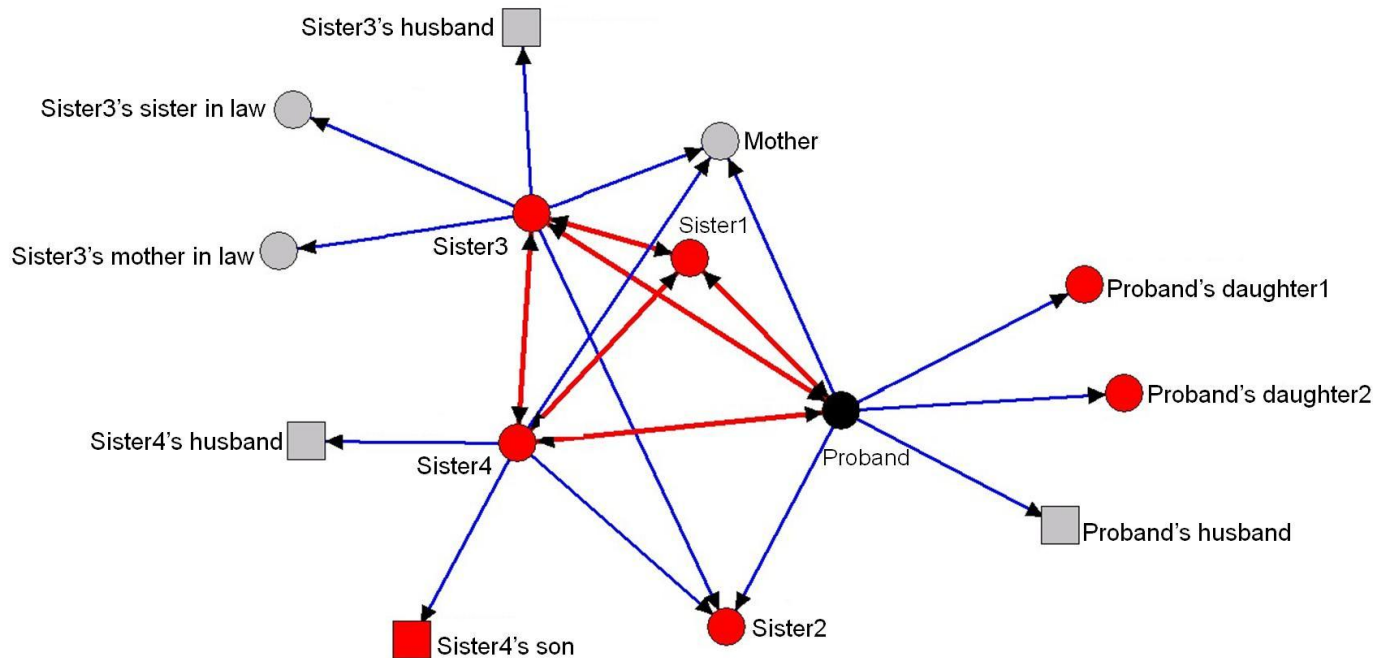 Sister3's husband
Sister3's sister in law
Mother
Sister1
Sister3
Sister3's mother in law
Proband's daughter1
Proband's daughter2
Sister4's husband
Sister4
Proband
Proband's husband
Sister2
Sister4's son